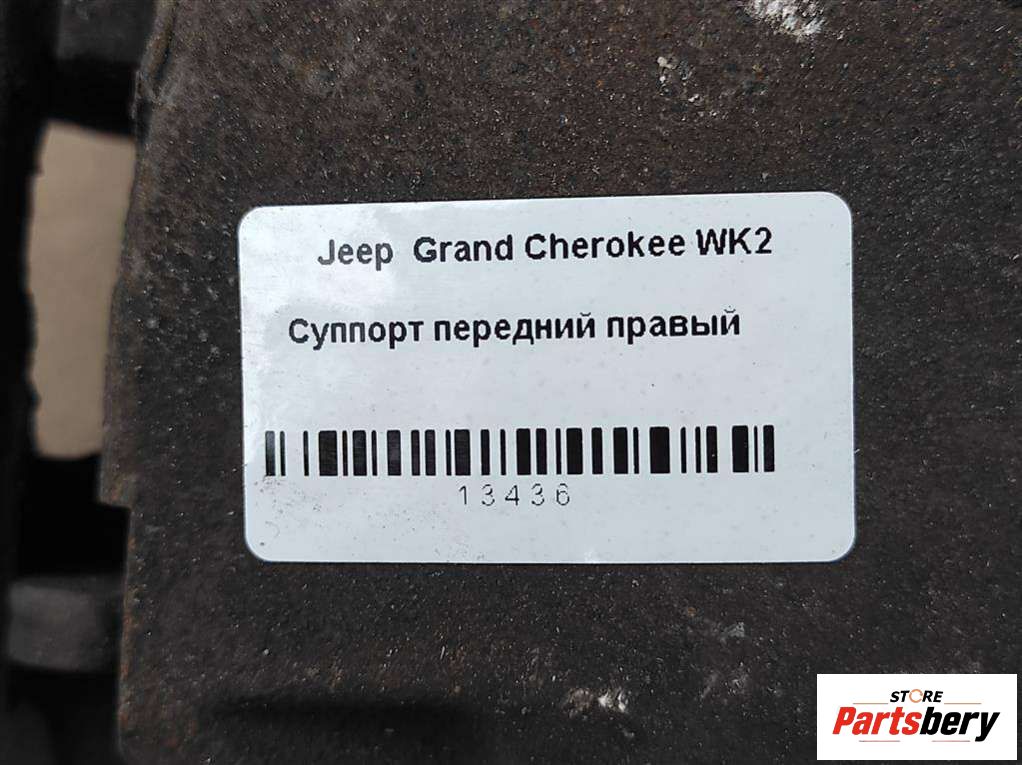 Jeep Grand Cherokee WK2
Суппорт передний правый
13436
STORE
Partsbery